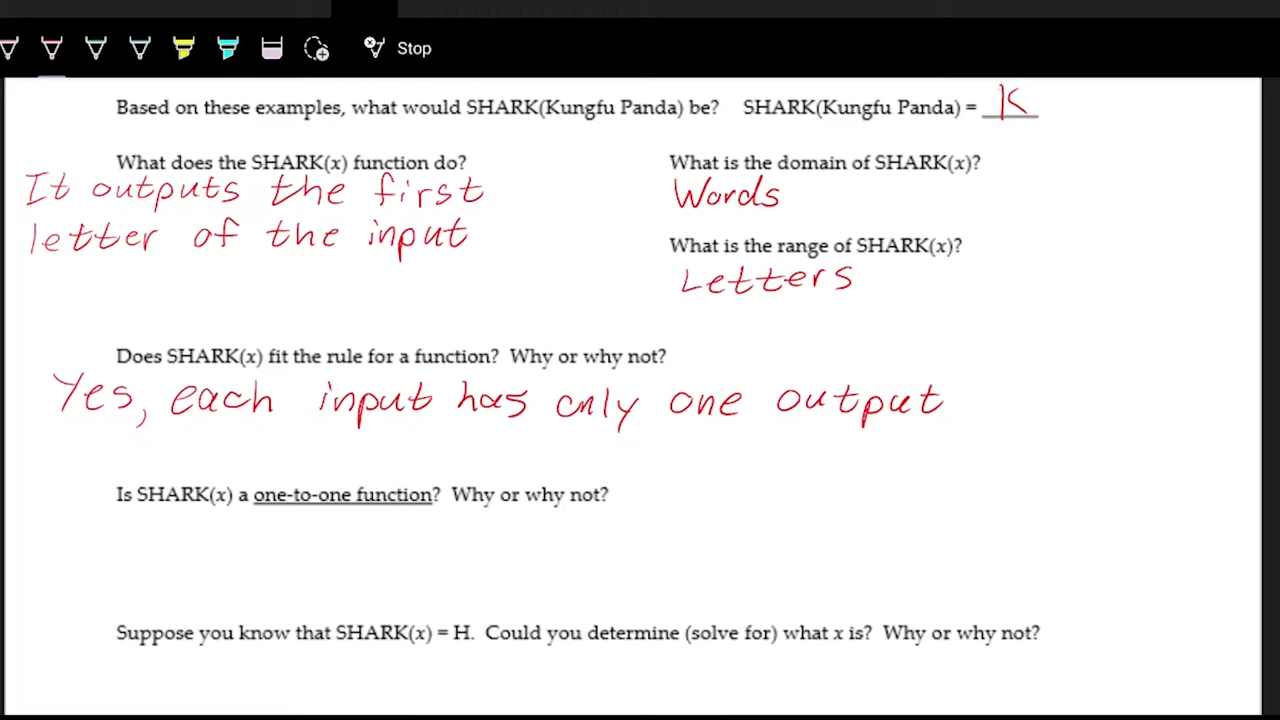 Stop
Based on these examples, what would SHARK(Kungfu Panda) be? SHARK(Kungfu Panda) = K
What does the SHARK(x) function do?
It outputs the first
letter of the input
What is the domain of SHARK(x)?
Words
What is the range of SHARK(x)?
Letters
Does SHARK(x) fit the rule for a function? Why or why not?
Yes, each input has only one output
Is SHARK(x) a one-to-one function? Why or why not?
Suppose you know that SHARK(x) = H. Could you determine (solve for) what x is? Why or why not?